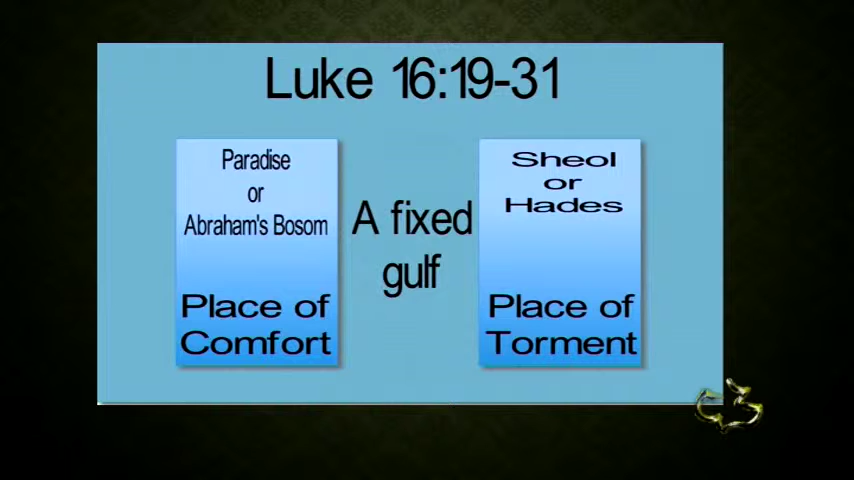 Luke 16:19-31
Paradise
or
Abraham's Bosom
Place of
Comfort
A fixed
gulf
Sheol
or
Hades
Place of
Torment